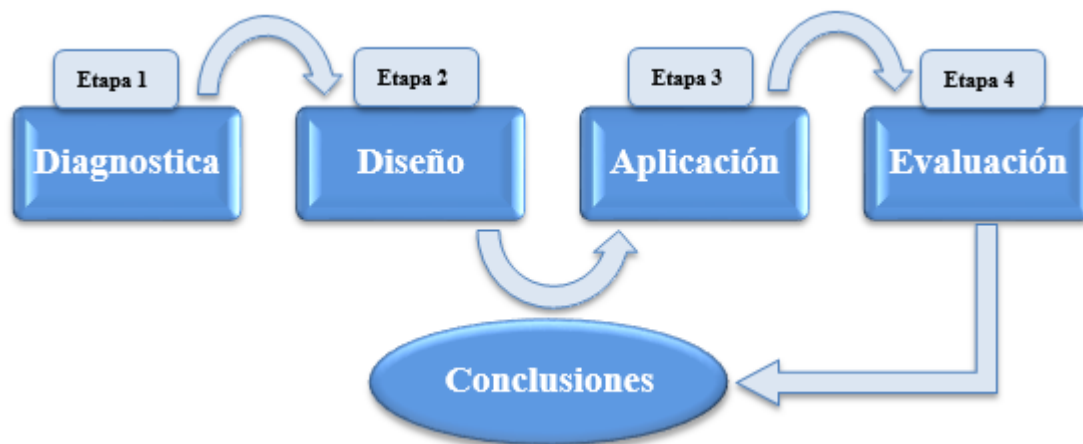 Etapa 1
Diagnostica
Etapa 2
Diseño
Etapa 3
Aplicación
Etapa 4
Evaluación
Conclusiones